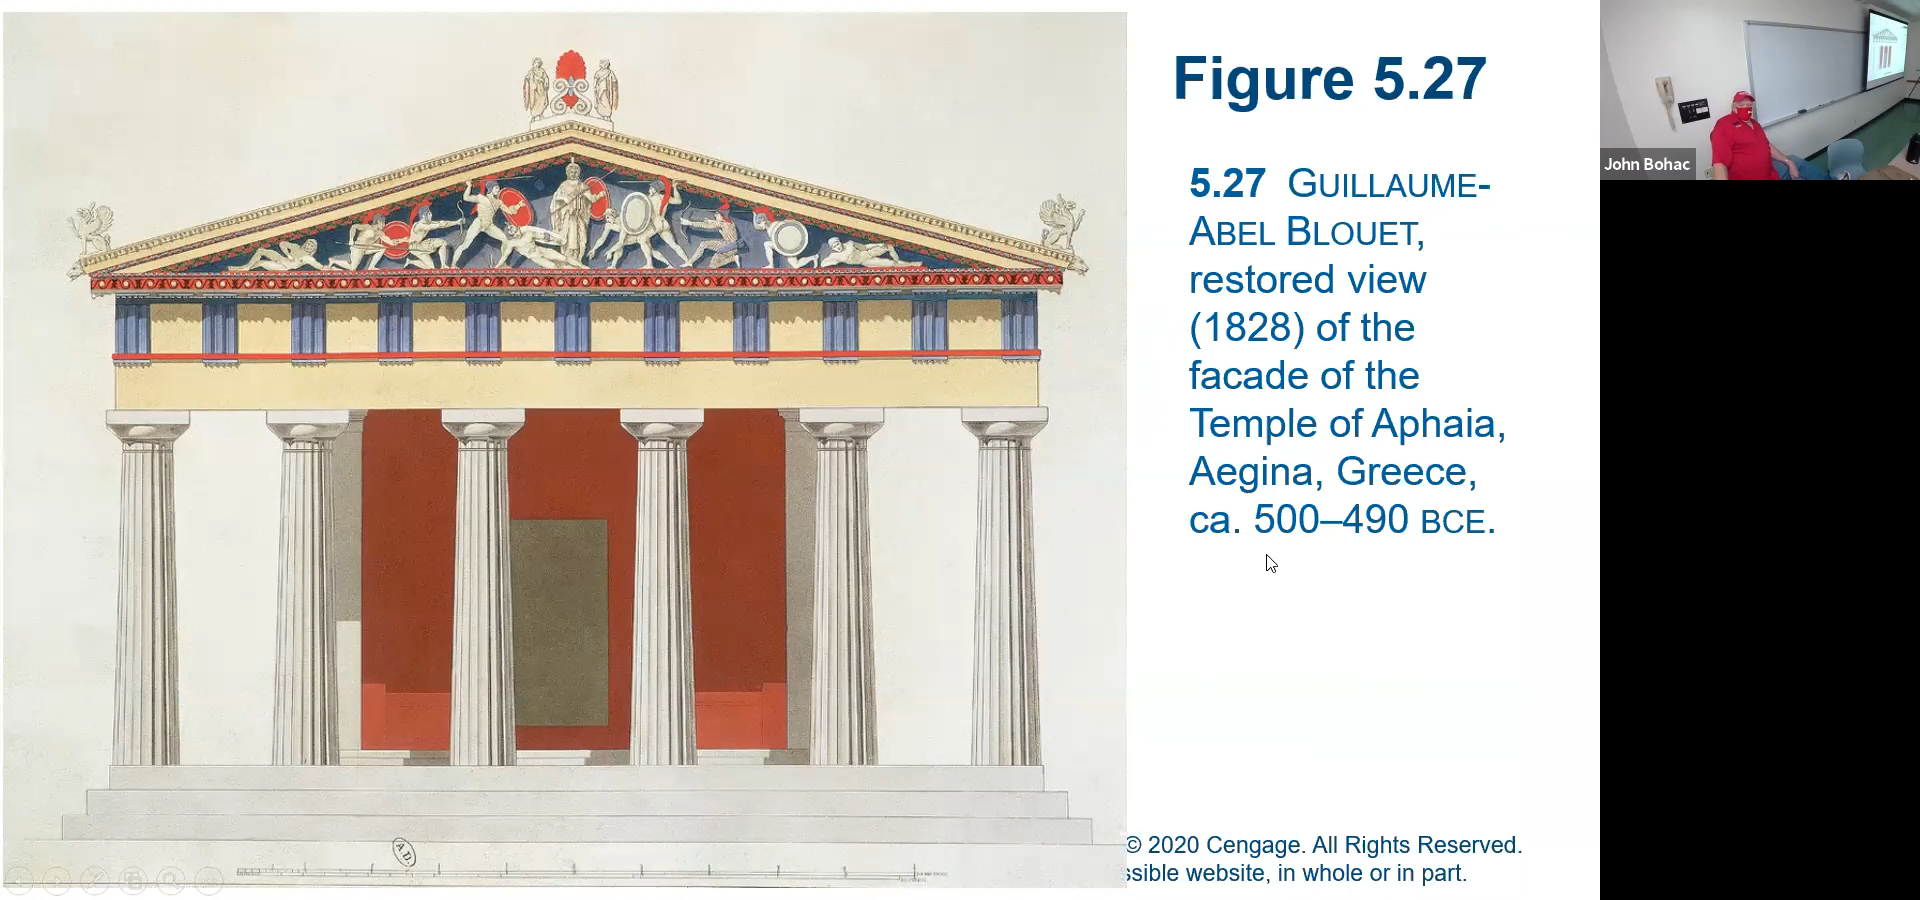 Figure 5.27
5.27 GUILLAUME-
ABEL BLOUET,
restored view
(1828) of the
facade of the
Temple of Aphaia,
Aegina, Greece,
ca. 500–490 BCE.
© 2020 Cengage. All Rights Reserved.
ssible website, in whole or in part.
John Bohac
A.D.